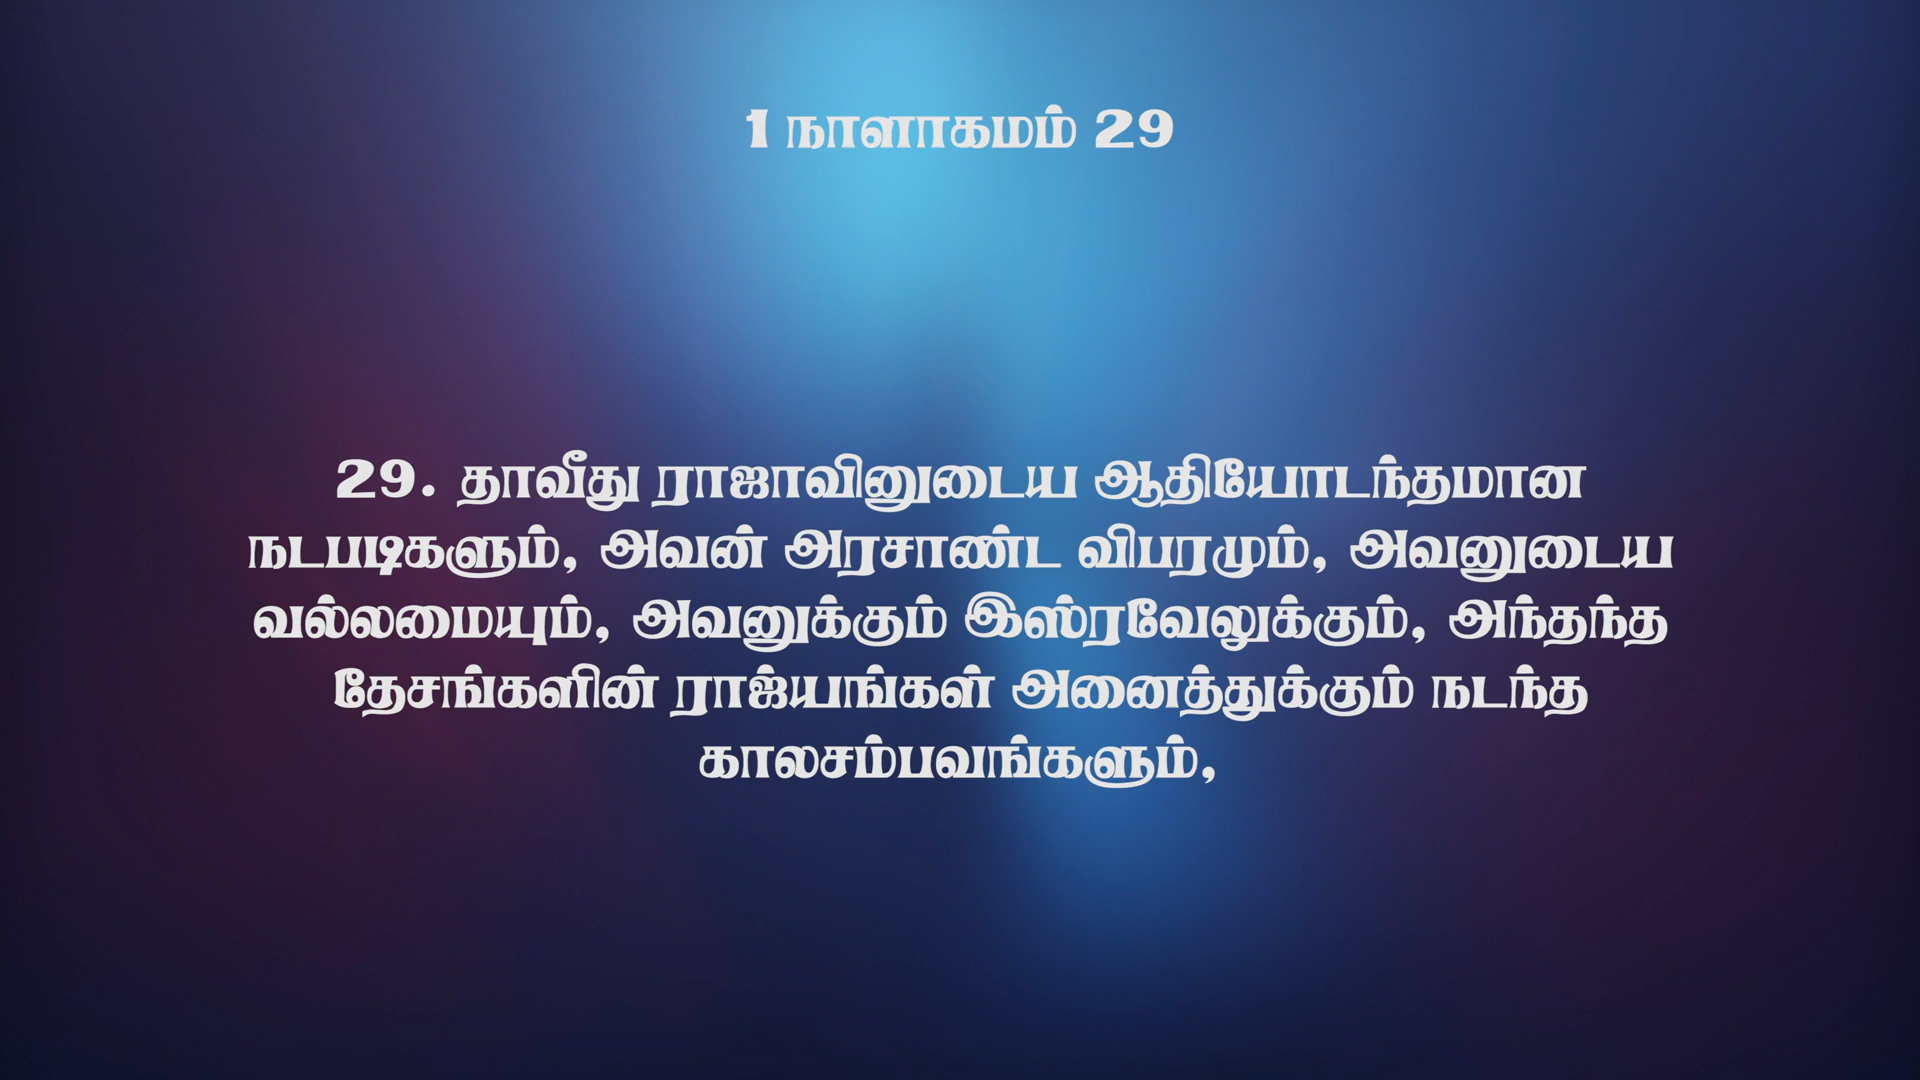 1 நாளாகமம் 29
29. தாவீது ராஜாவினுடைய ஆதியோடந்தமான
நடபடிகளும், அவன் அரசாண்ட விபரமும், அவனுடைய
வல்லமையும், அவனுக்கும் இஸ்ரவேலுக்கும், அந்தந்த
தேசங்களின் ராஜ்யங்கள் அனைத்துக்கும் நடந்த
காலசம்பவங்களும்,